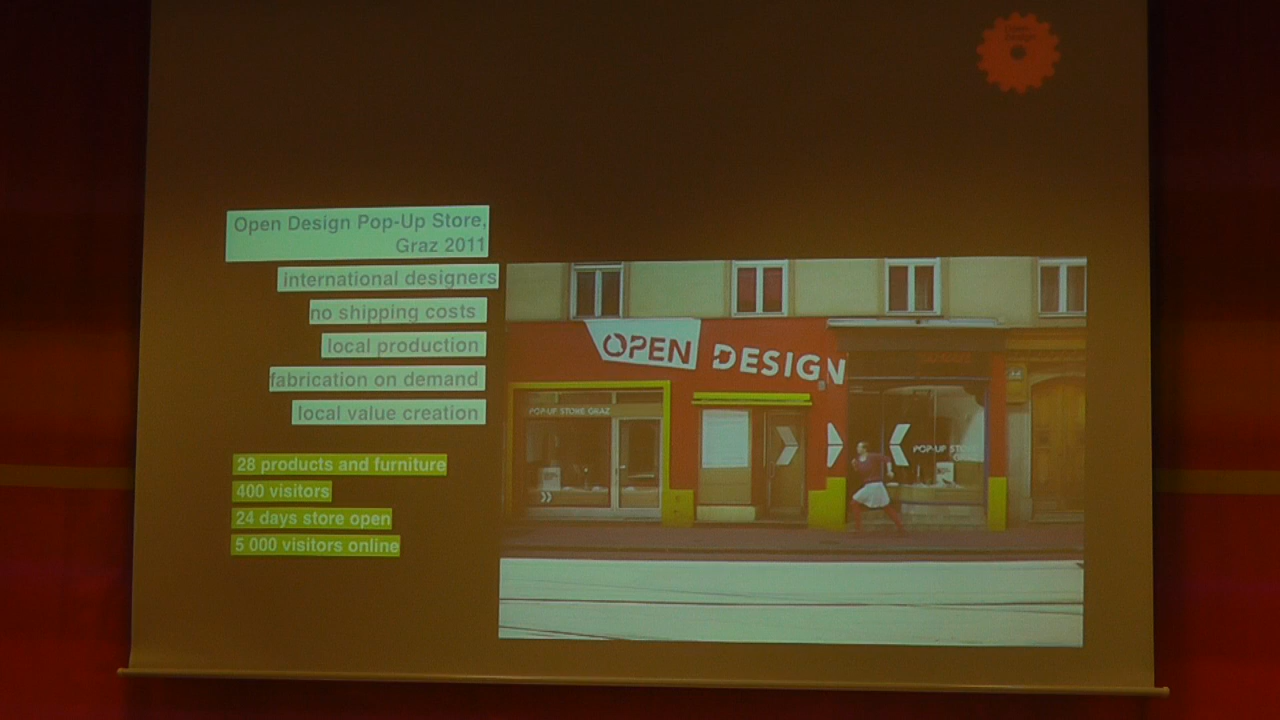 Open Design Pop-Up Store,
Graz 2011
international designers
no shipping costs
local production
fabrication on demand
local value creation
28 products and furniture
400 visitors
24 days store open
5 000 visitors online
OPEN DESIGN
POP-UP STORE GRAZ
POP-UP STORE